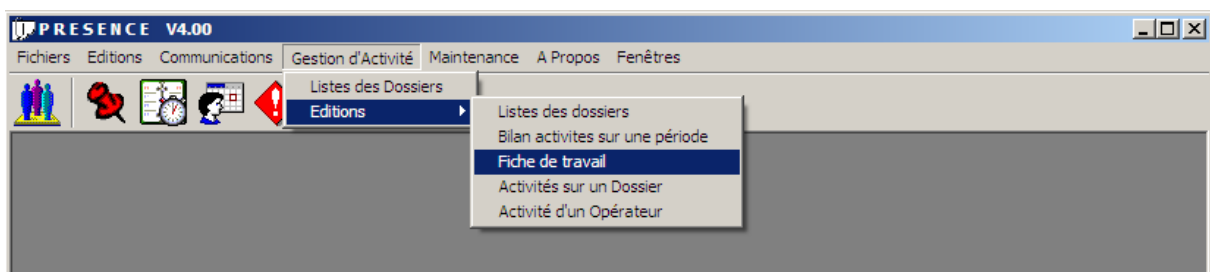 PRESENCE V4.00
Fichiers Editions Communications Gestion d'Activité Maintenance A Propos Fenêtres
Listes des Dossiers
Editions
Listes des dossiers
Bilan activites sur une période
Fiche de travail
Activités sur un Dossier
Activité d'un Opérateur